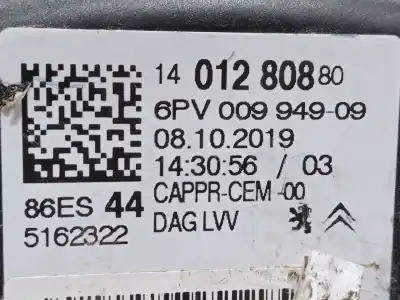 14 012 808 80
6PV 009 949-09
08.10.2019
14:30:56 / 03
86ES 44 CAPPR-CEM-00
5162322 DAG LVV